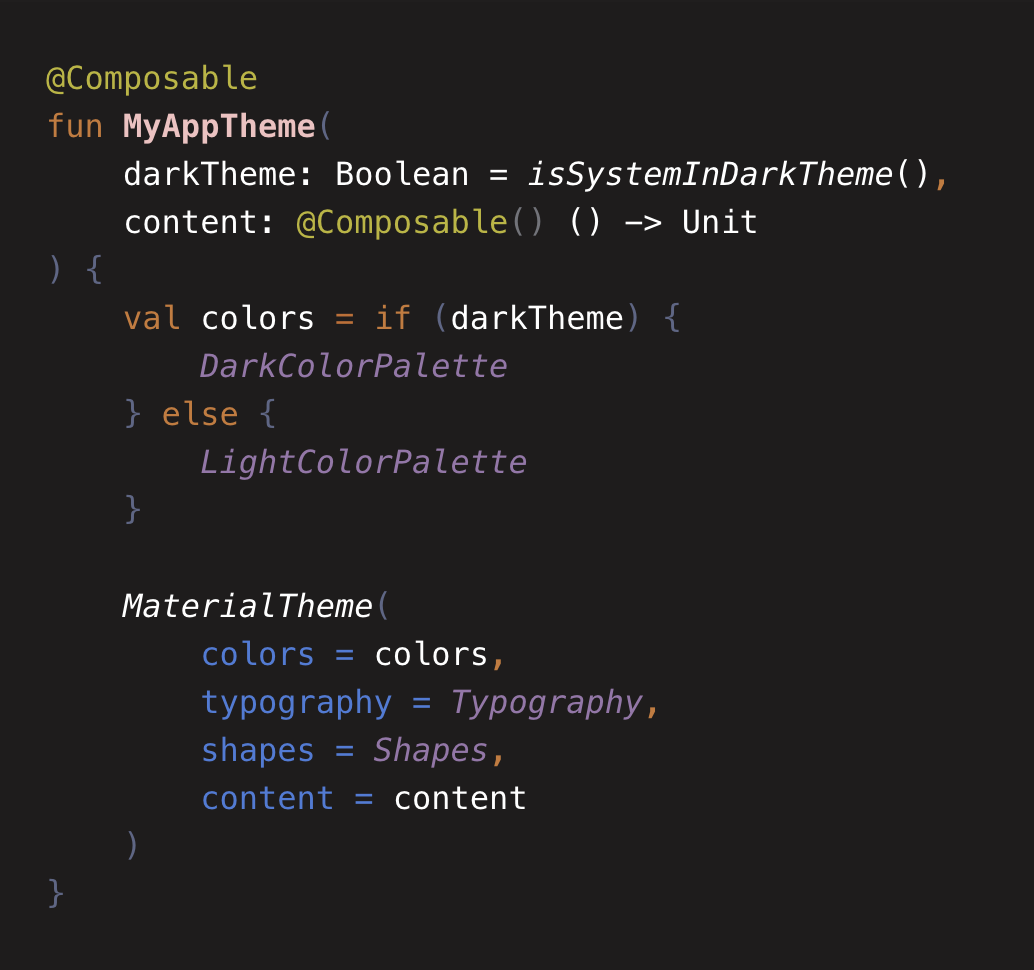 @Composable
fun MyAppTheme(
    darkTheme: Boolean = isSystemInDarkTheme(),
    content: @Composable() () -> Unit
) {
    val colors = if (darkTheme) {
        DarkColorPalette
    } else {
        LightColorPalette
    }

    MaterialTheme(
        colors = colors,
        typography = Typography,
        shapes = Shapes,
        content = content
    )
}